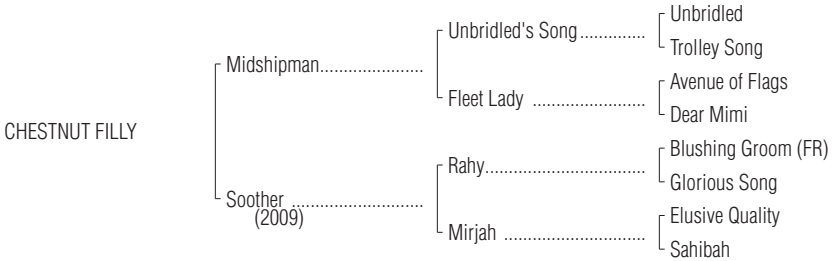 CHESTNUT FILLY
Midshipman......................
Soother .........................
(2009)
Unbridled's Song..............
Fleet Lady ........................
Rahy..................................
Mirjah ..............................
Unbridled
Trolley Song
Avenue of Flags
Dear Mimi
Blushing Groom (FR)
Glorious Song
Elusive Quality
Sahibah